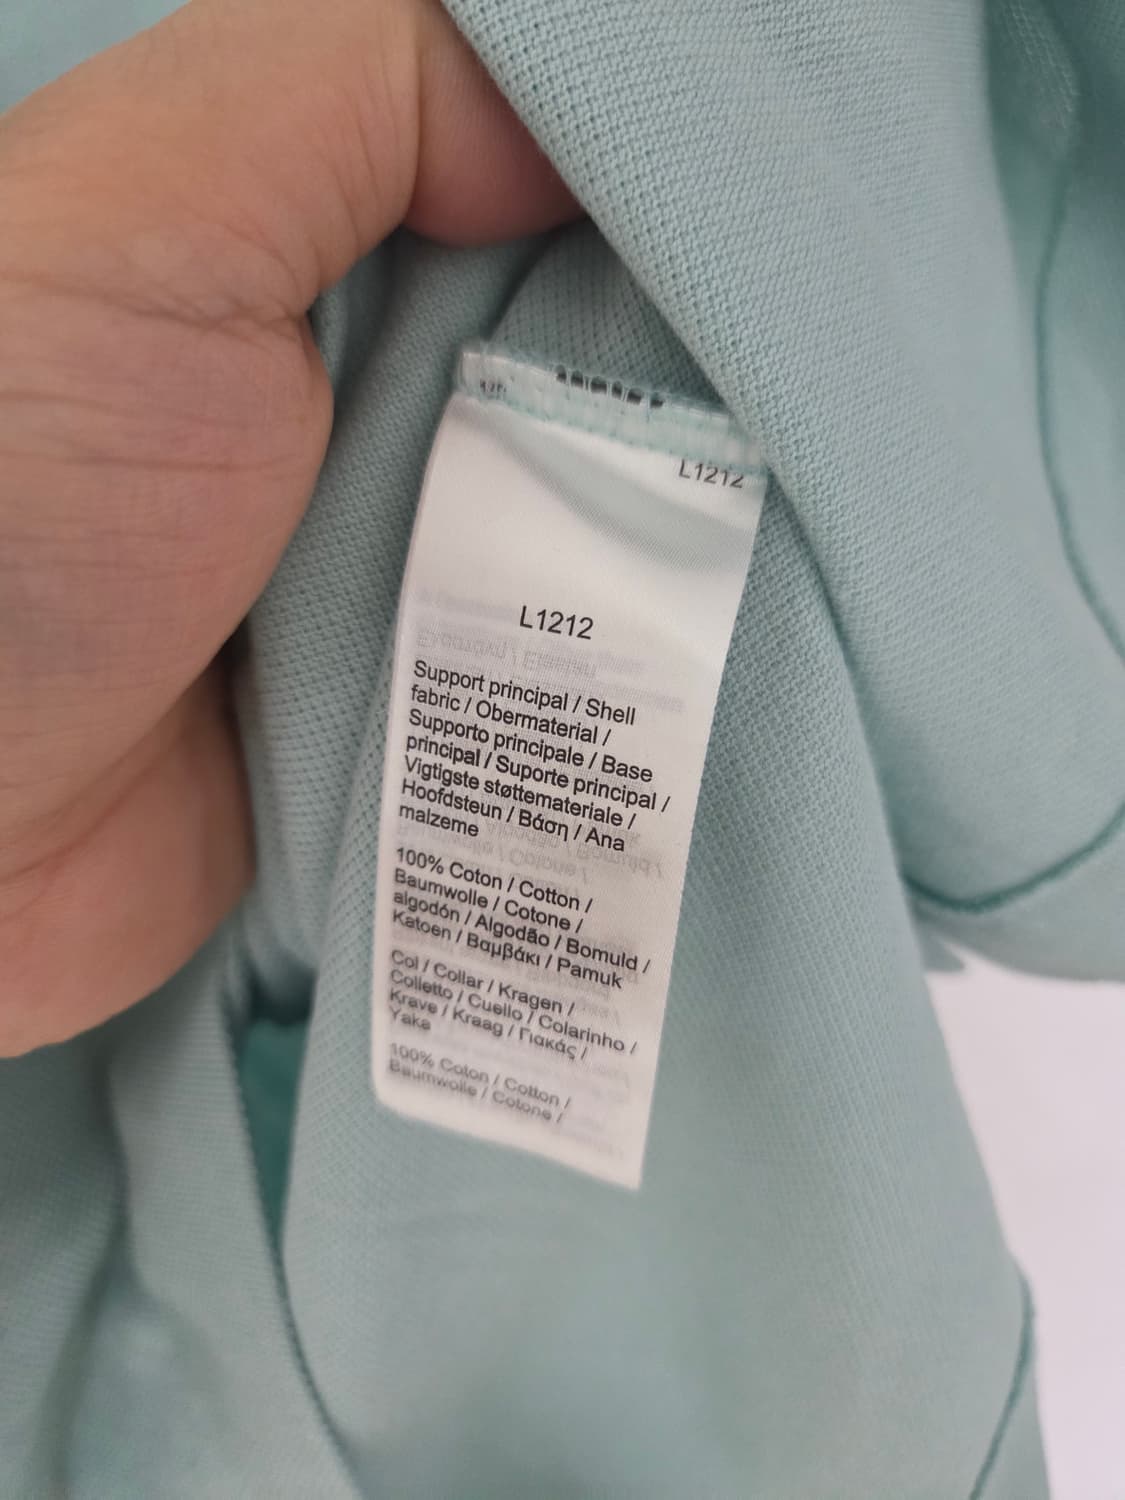 L1212
L1212
Support principal / Shell
fabric / Obermaterial /
Supporto principale / Base
principal / Suporte principal /
Vigtigste støttemateriale /
Hoofdsteun / Βάση / Ana
malzeme
100% Coton / Cotton /
Baumwolle / Cotone /
algodón / Algodão / Bomuld /
Katoen / Βαμβάκι / Pamuk
Col / Collar / Kragen /
Colletto / Cuello / Colarinho /
Krave / Kraag / Γιακάς /
Yaka
100% Coton / Cotton /
Baumwolle / Cotone /